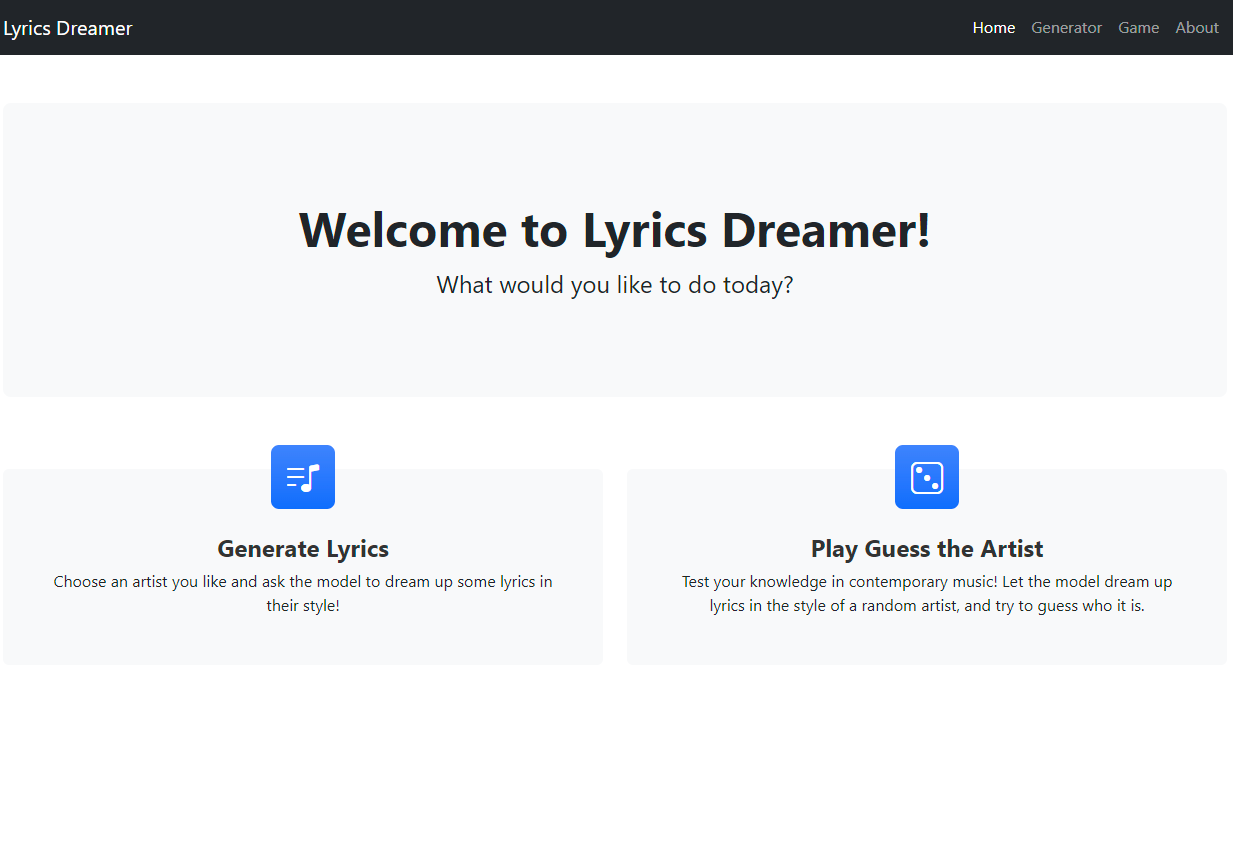 Lyrics Dreamer
Home Generator Game About
Welcome to Lyrics Dreamer!
What would you like to do today?
Generate Lyrics
Choose an artist you like and ask the model to dream up some lyrics in
their style!
Play Guess the Artist
Test your knowledge in contemporary music! Let the model dream up
lyrics in the style of a random artist, and try to guess who it is.